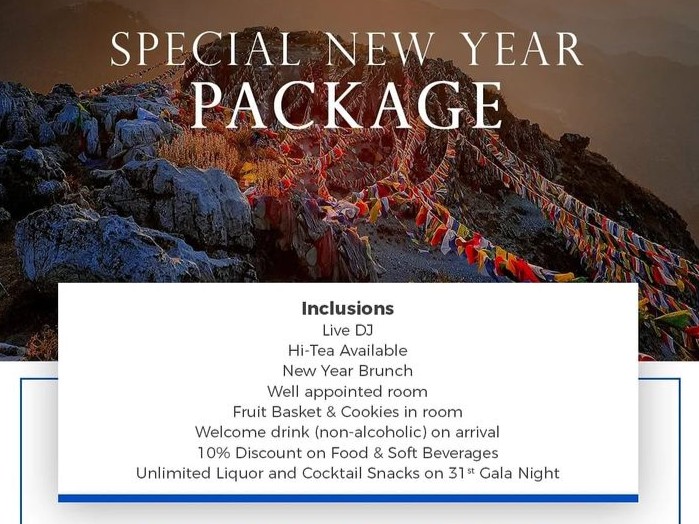 SPECIAL NEW YEAR
PACKAGE
Inclusions
Live DJ
Hi-Tea Available
New Year Brunch
Well appointed room
Fruit Basket & Cookies in room
Welcome drink (non-alcoholic) on arrival
10% Discount on Food & Soft Beverages
Unlimited Liquor and Cocktail Snacks on 31st Gala Night